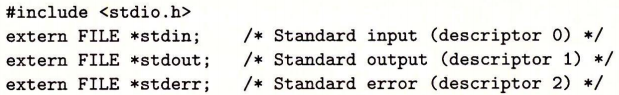 #include <stdio.h>
extern FILE *stdin; /* Standard input (descriptor 0) */
extern FILE *stdout; /* Standard output (descriptor 1) */
extern FILE *stderr; /* Standard error (descriptor 2) */